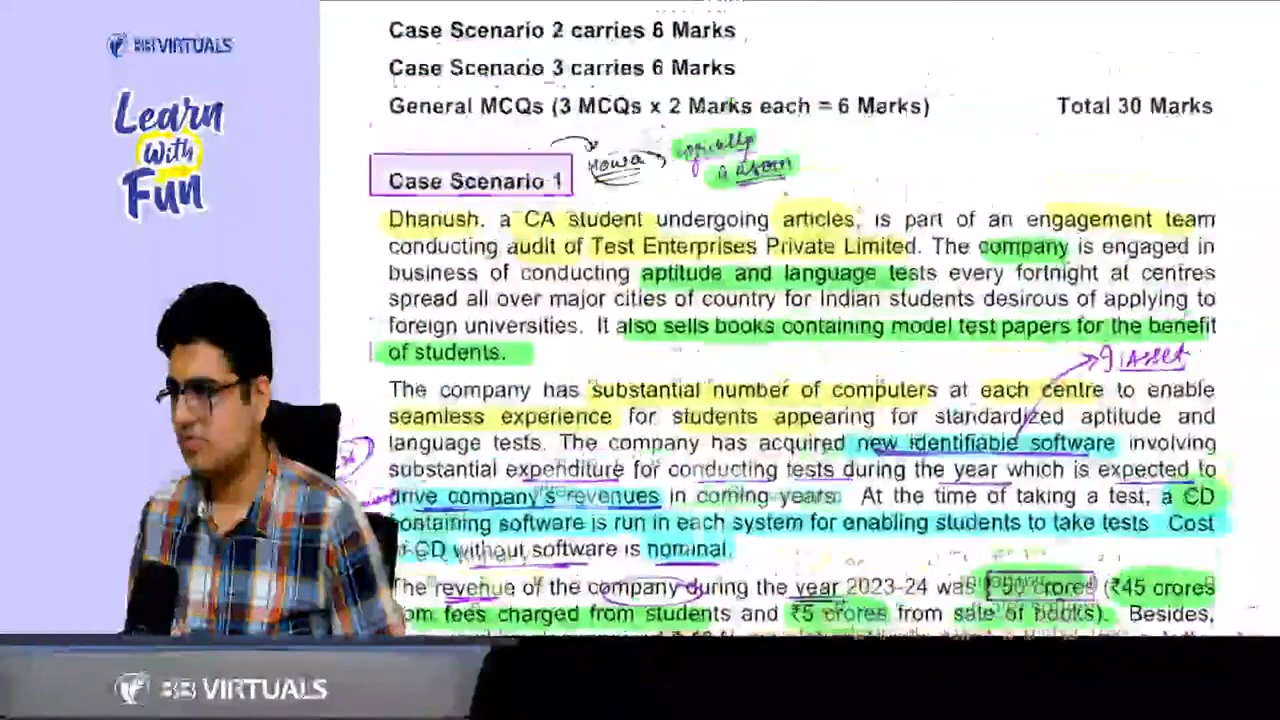 BB VIRTUALS
Learn
With
Fun
Case Scenario 2 carries 8 Marks
Case Scenario 3 carries 6 Marks
General MCQs (3 MCQs x 2 Marks each = 6 Marks) Total 30 Marks
Case Scenario 1
Dhanush, a CA student undergoing articles, is part of an engagement team
conducting audit of Test Enterprises Private Limited. The company is engaged in
business of conducting aptitude and language tests every fortnight at centres
spread all over major cities of country for Indian students desirous of applying to
foreign universities. It also sells books containing model test papers for the benefit
of students.
Asset
The company has substantial number of computers at each centre to enable
seamless experience for students appearing for standardized aptitude and
language tests. The company has acquired new identifiable software involving
substantial expenditure for conducting tests during the year which is expected to
drive company's revenues in coming years. At the time of taking a test, a CD
containing software is run in each system for enabling students to take tests Cost
of CD without software is nominal.
The revenue of the company during the year 2023-24 was ₹50 crores (₹45 crores
from fees charged from students and ₹5 crores from sale of books). Besides,
BB VIRTUALS